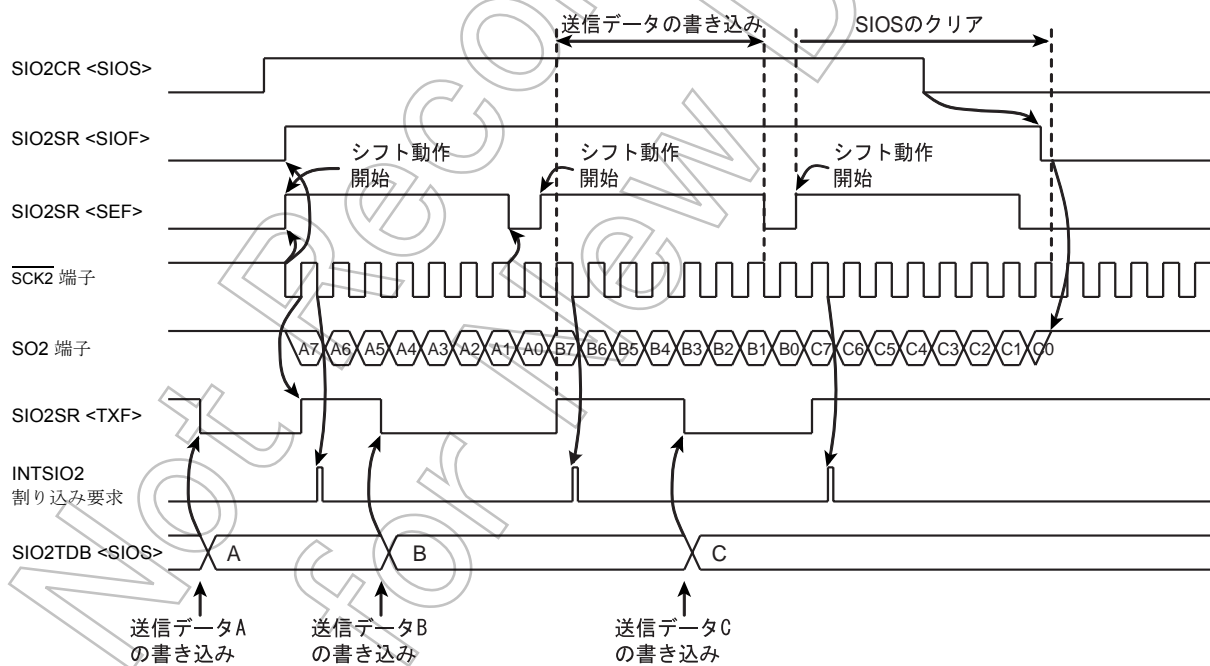 送信データの書き込み
SIOSのクリア
SIO2CR <SIOS>
SIO2SR <SIOF>
シフト動作
開始
シフト動作
開始
シフト動作
開始
SIO2SR <SEF>
SCK2 端子
SO2 端子
A7 A6 A5 A4 A3 A2 A1 A0 B7 B6 B5 B4 B3 B2 B1 B0 C7 C6 C5 C4 C3 C2 C1 C0
SIO2SR <TXF>
INTSIO2
割り込み要求
SIO2TDB <SIOS>
A
B
C
送信データA
の書き込み
送信データB
の書き込み
送信データC
の書き込み
Not Reco
for New D